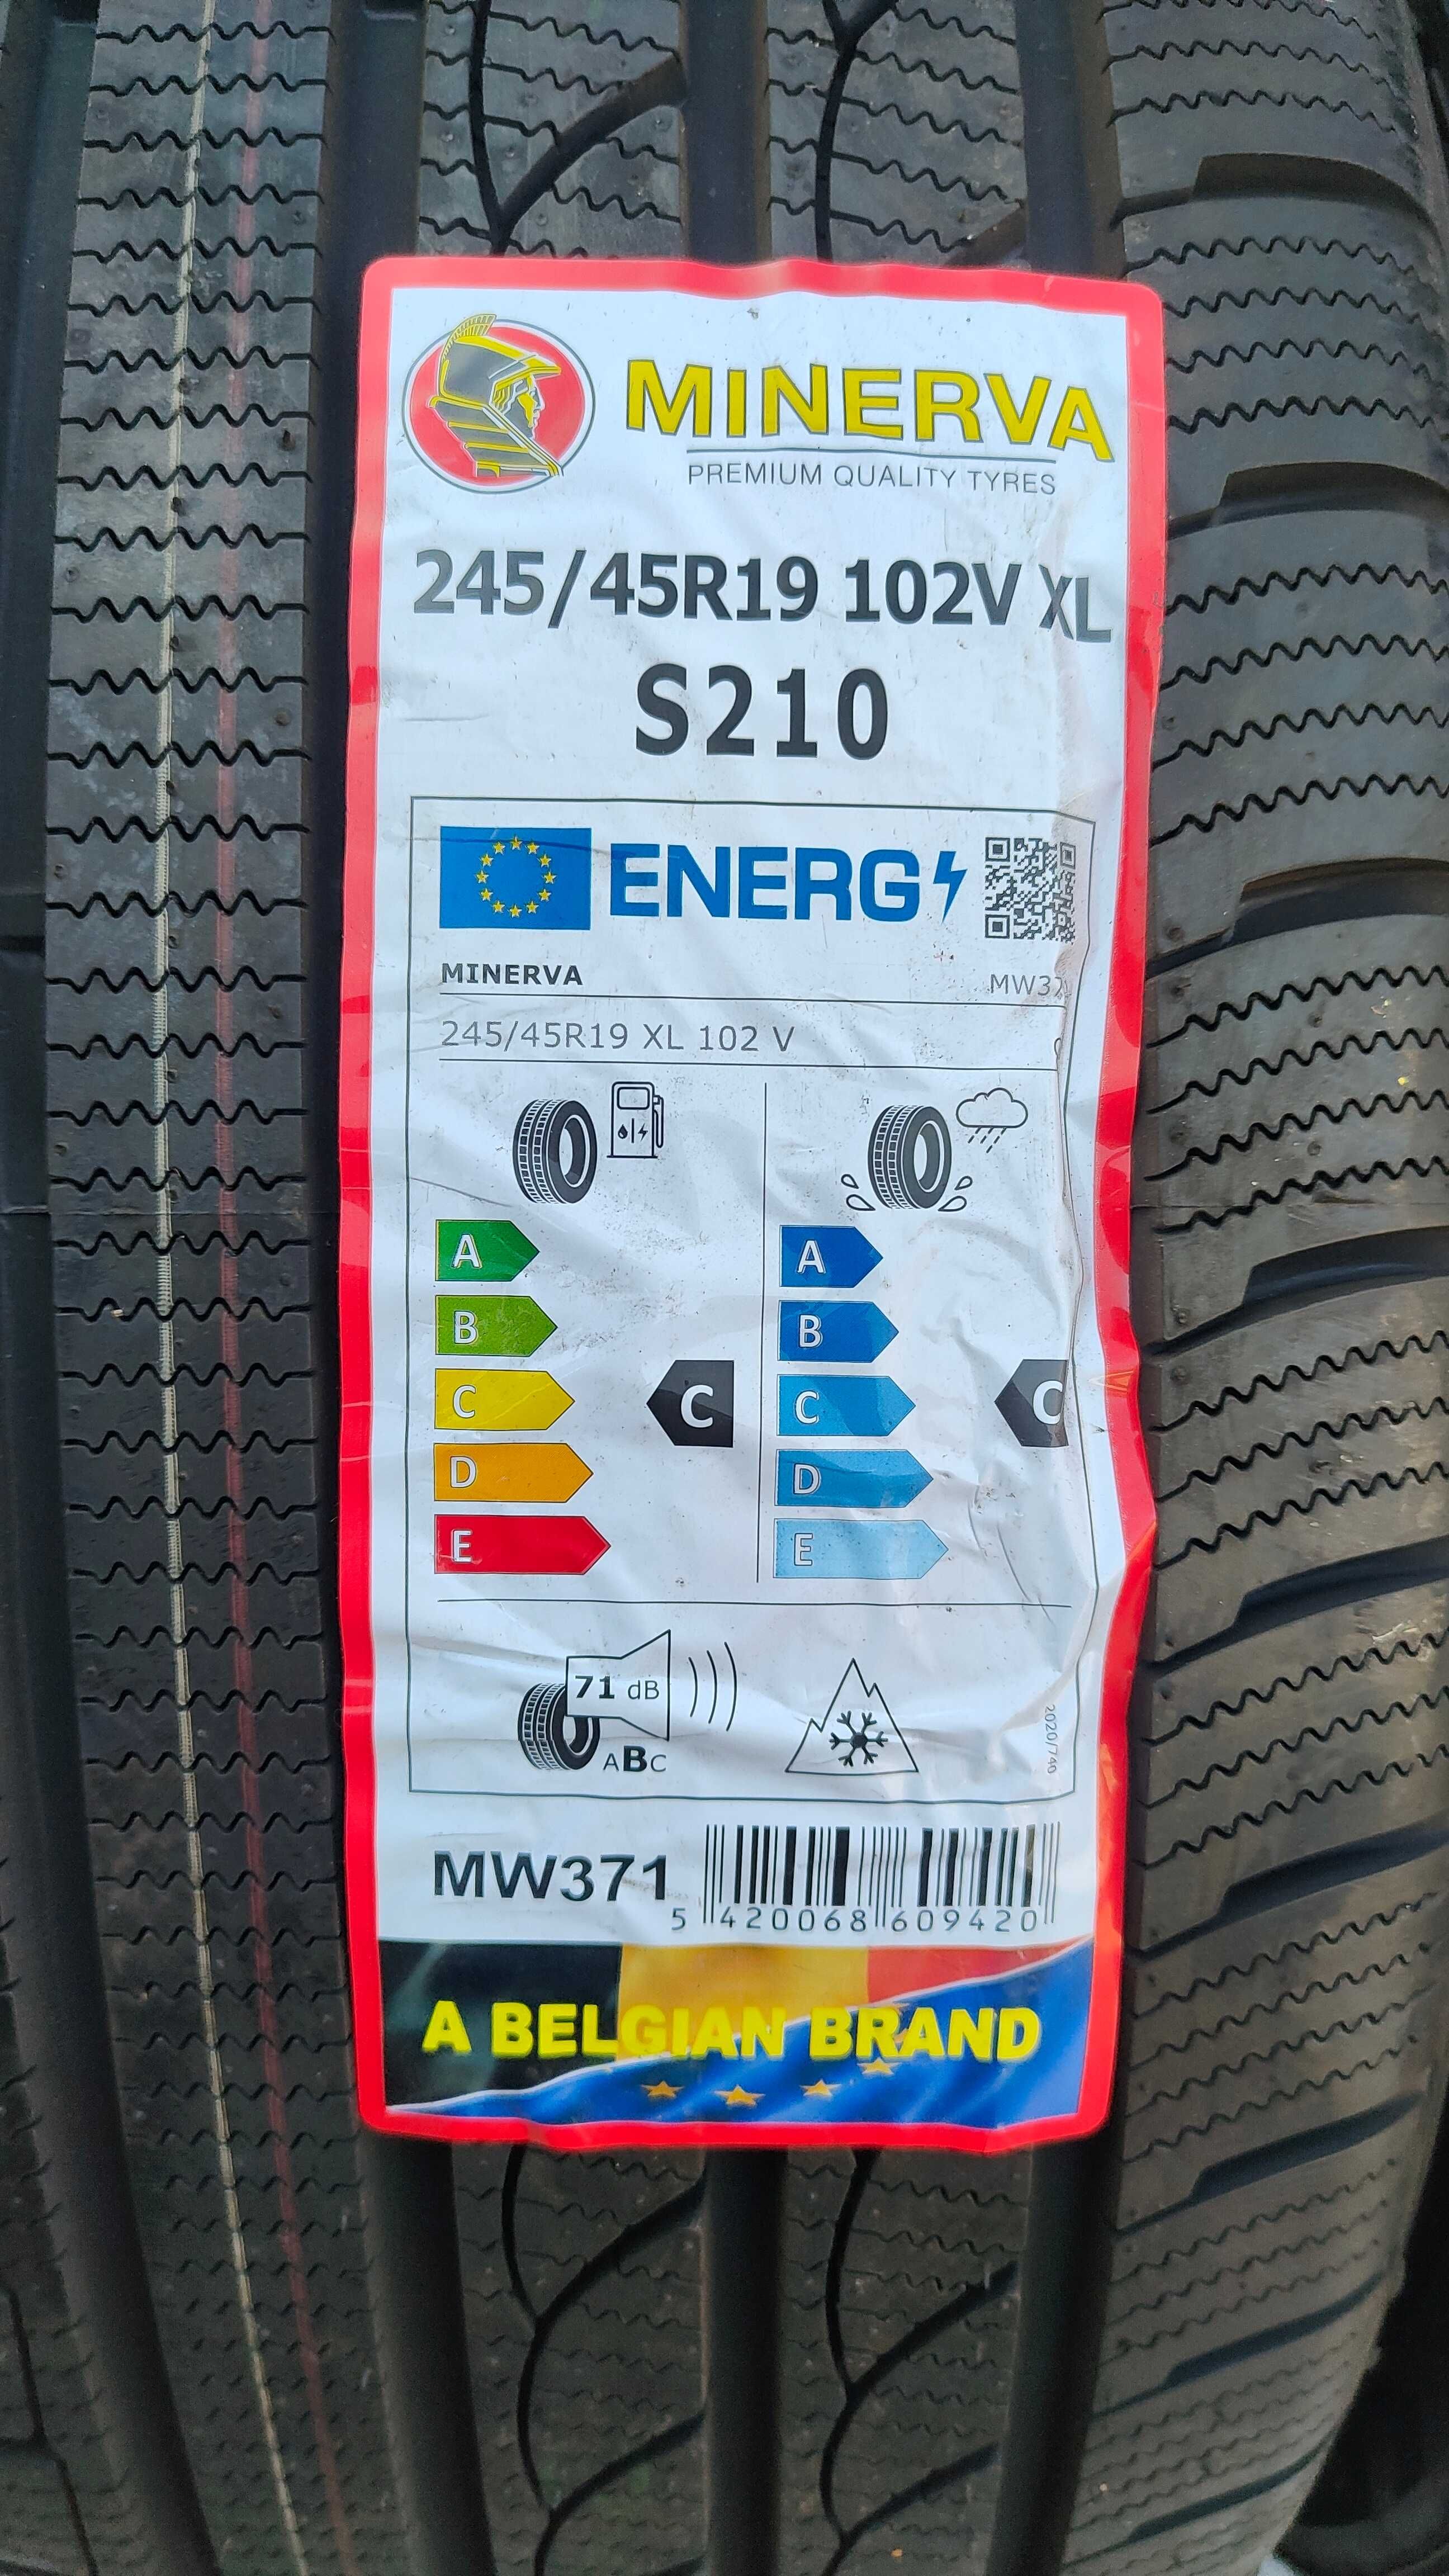 MINERVA
PREMIUM QUALITY TYRES
245/45R19 102V XL
S210
ENERG
MINERVA
245/45R19 XL 102 V
A A
B B
C C C C
D D
E E
71 dB
ABC
2020/740
MW371
5 420068 609420
A BELGIAN BRAND